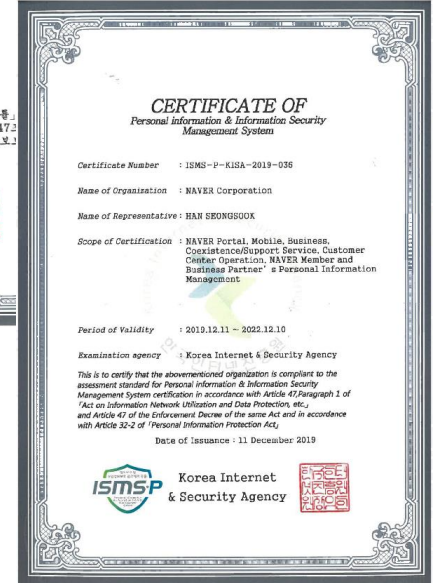 CERTIFICATE OF
Personal information & Information Security
Management System
Certificate Number : ISMS-P-KISA-2019-036
Name of Organization : NAVER Corporation
Name of Representative : HAN SEONGSOOK
Scope of Certification : NAVER Portal, Mobile, Business,
Coexistence/Support Service, Customer
Center Operation, NAVER Member and
Business Partner's Personal Information
Management
Period of Validity : 2019.12.11 ~ 2022.12.10
Examination agency : Korea Internet & Security Agency
This is to certify that the abovementioned organization is compliant to the
assessment standard for Personal information & Information Security
Management System certification in accordance with Article 47,Paragraph 1 of
「Act on Information Network Utilization and Data Protection, etc.」
and Article 47 of the Enforcement Decree of the same Act and in accordance
with Article 32-2 of 「Personal Information Protection Act」
Date of Issuance : 11 December 2019
ISMS-P
Korea Internet
& Security Agency